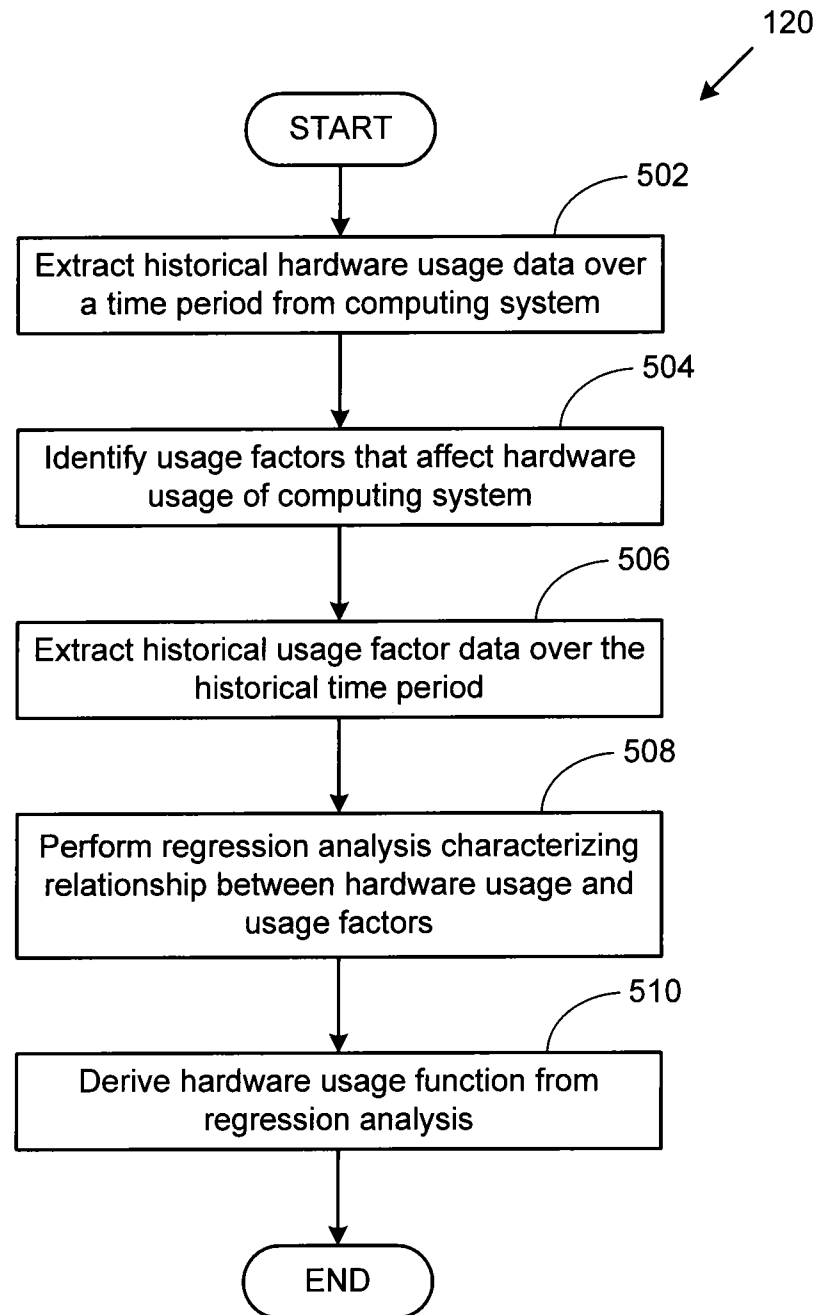 120
START
502
Extract historical hardware usage data over
a time period from computing system
504
Identify usage factors that affect hardware
usage of computing system
506
Extract historical usage factor data over the
historical time period
508
Perform regression analysis characterizing
relationship between hardware usage and
usage factors
510
Derive hardware usage function from
regression analysis
END